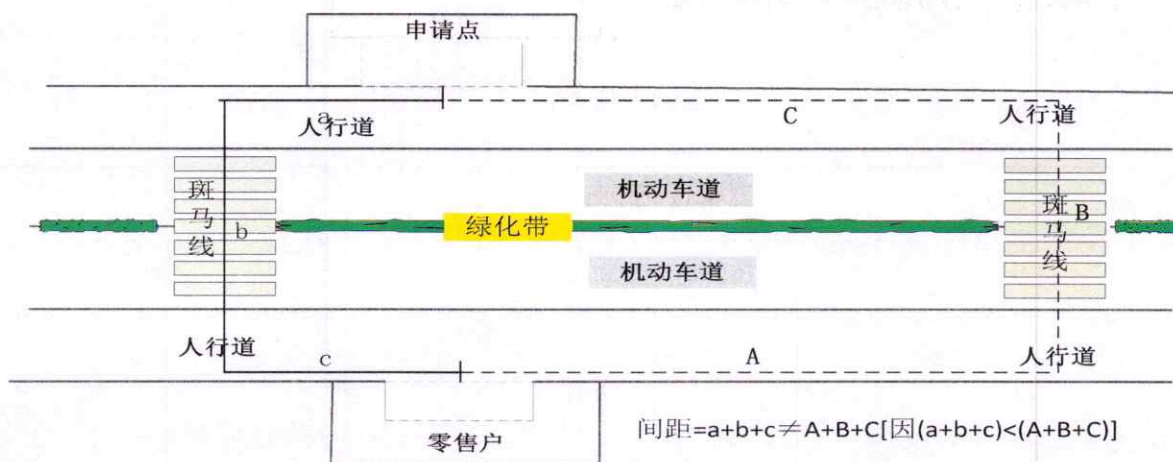 申请点
a
人行道
C
人行道
斑马线
b
机动车道
绿化带
机动车道
斑马线
B
人行道
c
A
人行道
零售户
间距=a+b+c≠A+B+C[因(a+b+c)<(A+B+C)]